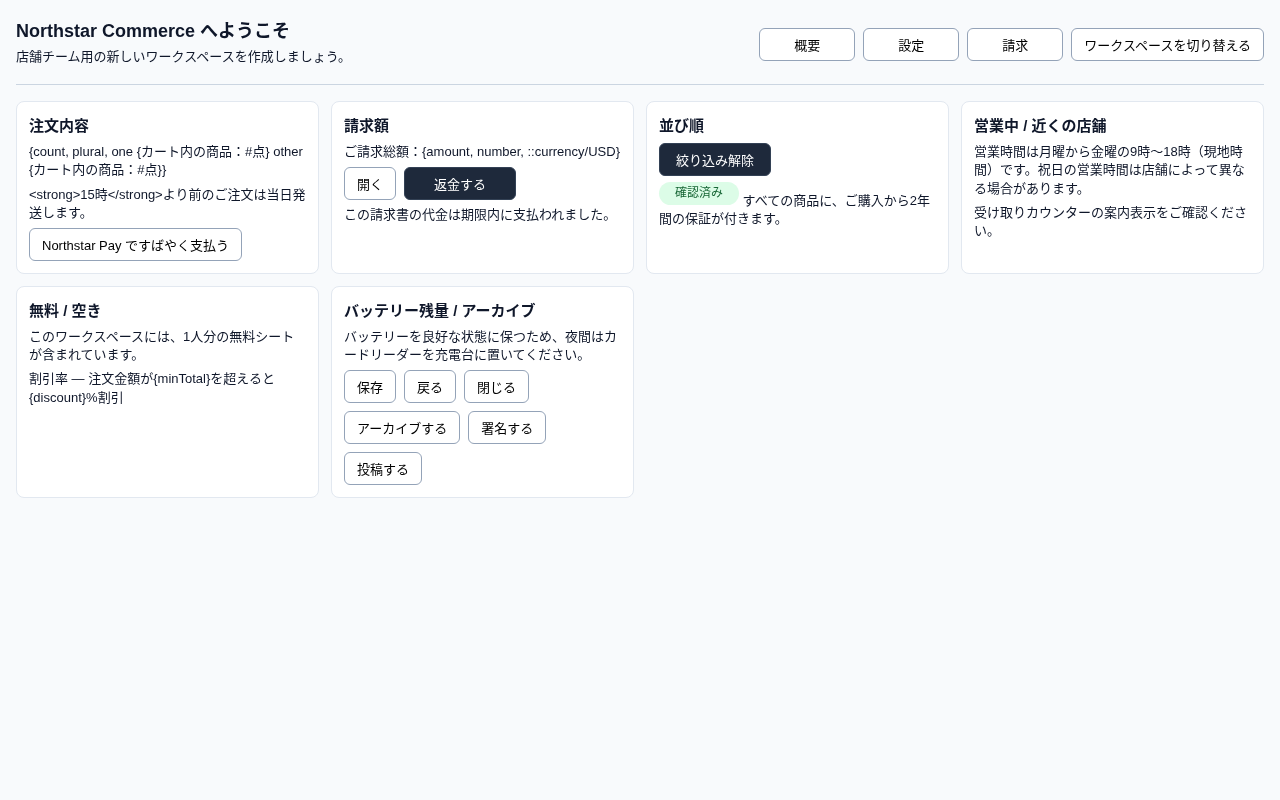 Northstar Commerce へようこそ
店舗チーム用の新しいワークスペースを作成しましょう。
概要
設定
請求
ワークスペースを切り替える
注文内容
{count, plural, one {カート内の商品：#点} other
{カート内の商品：#点}}
<strong>15時</strong>より前のご注文は当日発
送します。
Northstar Pay ですばやく支払う
請求額
ご請求総額：{amount, number, ::currency/USD}
開く
返金する
この請求書の代金は期限内に支払われました。
並び順
絞り込み解除
確認済み すべての商品に、ご購入から2年
間の保証が付きます。
営業中 / 近くの店舗
営業時間は月曜から金曜の9時〜18時（現地時
間）です。祝日の営業時間は店舗によって異な
る場合があります。
受け取りカウンターの案内表示をご確認くださ
い。
無料 / 空き
このワークスペースには、1人分の無料シート
が含まれています。
割引率 — 注文金額が{minTotal}を超えると
{discount}%割引
バッテリー残量 / アーカイブ
バッテリーを良好な状態に保つため、夜間はカ
ードリーダーを充電台に置いてください。
保存
戻る
閉じる
アーカイブする
署名する
投稿する